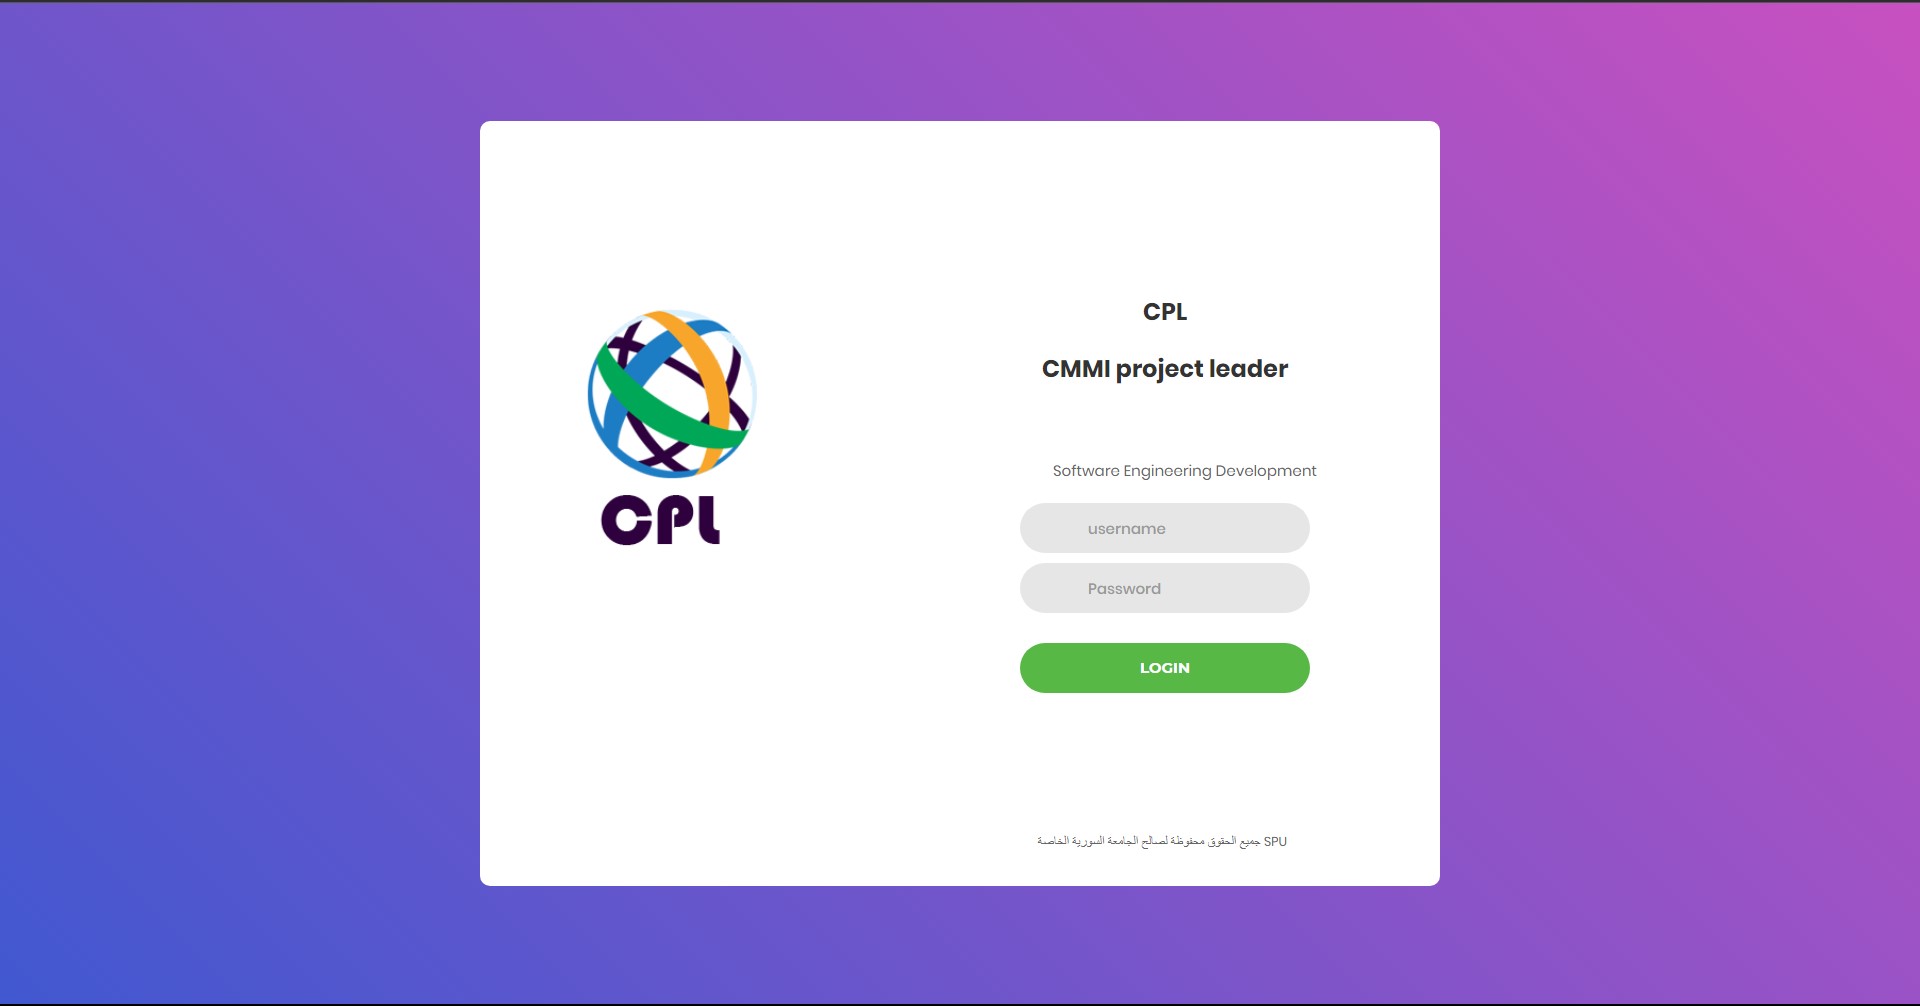 CPL
CPL
CMMI project leader
Software Engineering Development
username
Password
LOGIN
جميع الحقوق محفوظة لصالح الجامعة السورية الخاصة SPU